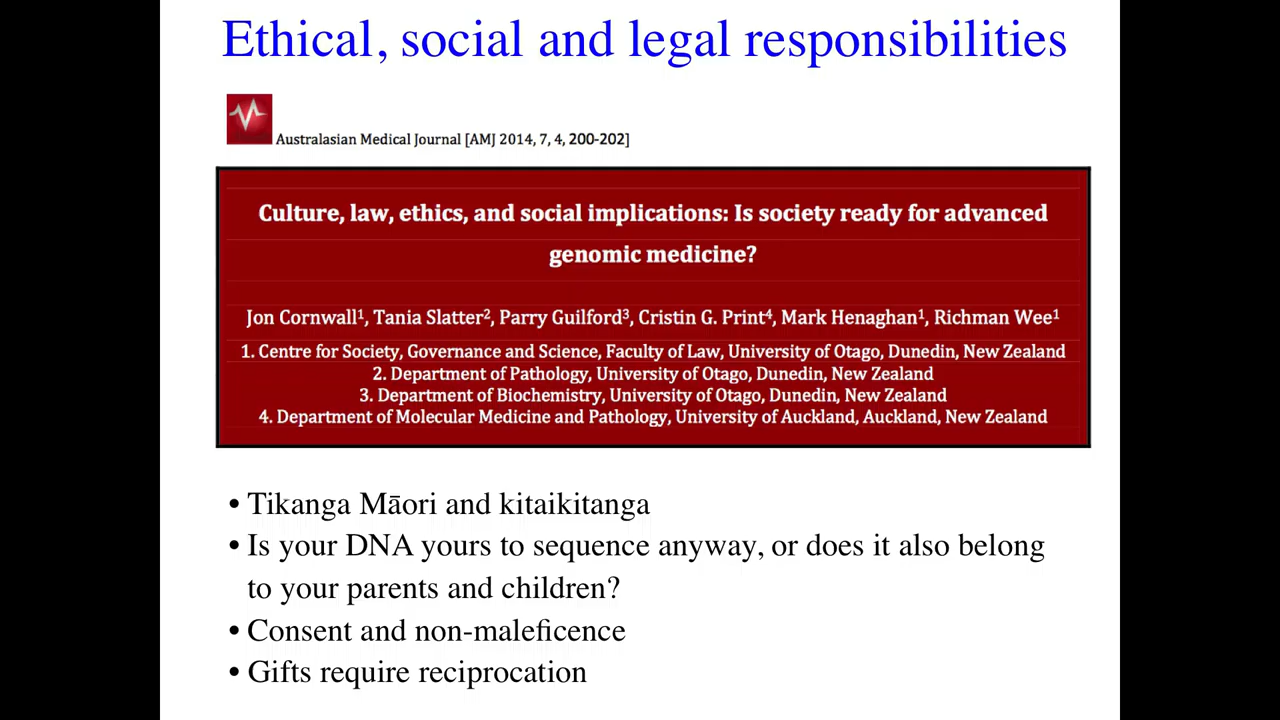 Ethical, social and legal responsibilities
Australasian Medical Journal [AMJ 2014, 7, 4, 200-202]
Culture, law, ethics, and social implications: Is society ready for advanced
genomic medicine?
Jon Cornwall¹, Tania Slatter², Parry Guilford³, Cristin G. Print⁴, Mark Henaghan¹, Richman Wee¹
1. Centre for Society, Governance and Science, Faculty of Law, University of Otago, Dunedin, New Zealand
2. Department of Pathology, University of Otago, Dunedin, New Zealand
3. Department of Biochemistry, University of Otago, Dunedin, New Zealand
4. Department of Molecular Medicine and Pathology, University of Auckland, Auckland, New Zealand
• Tikanga Māori and kitaikitanga
• Is your DNA yours to sequence anyway, or does it also belong
to your parents and children?
• Consent and non-maleficence
• Gifts require reciprocation